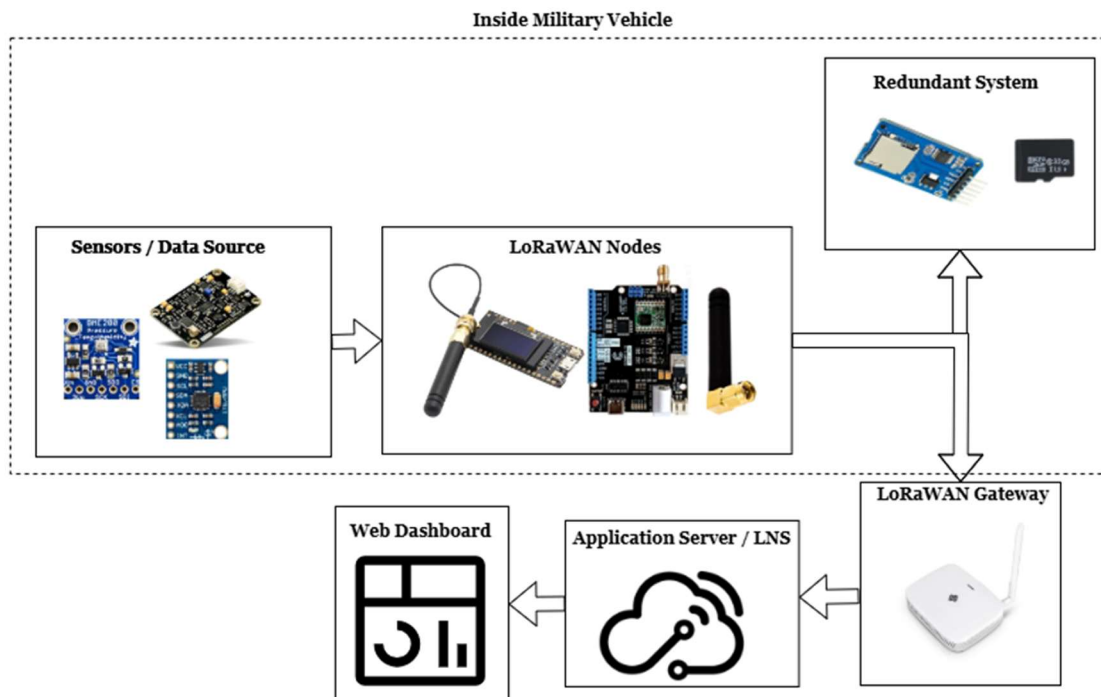 Inside Military Vehicle
Redundant System
Sensors / Data Source
LoRaWAN Nodes
LoRaWAN Gateway
Web Dashboard
Application Server / LNS